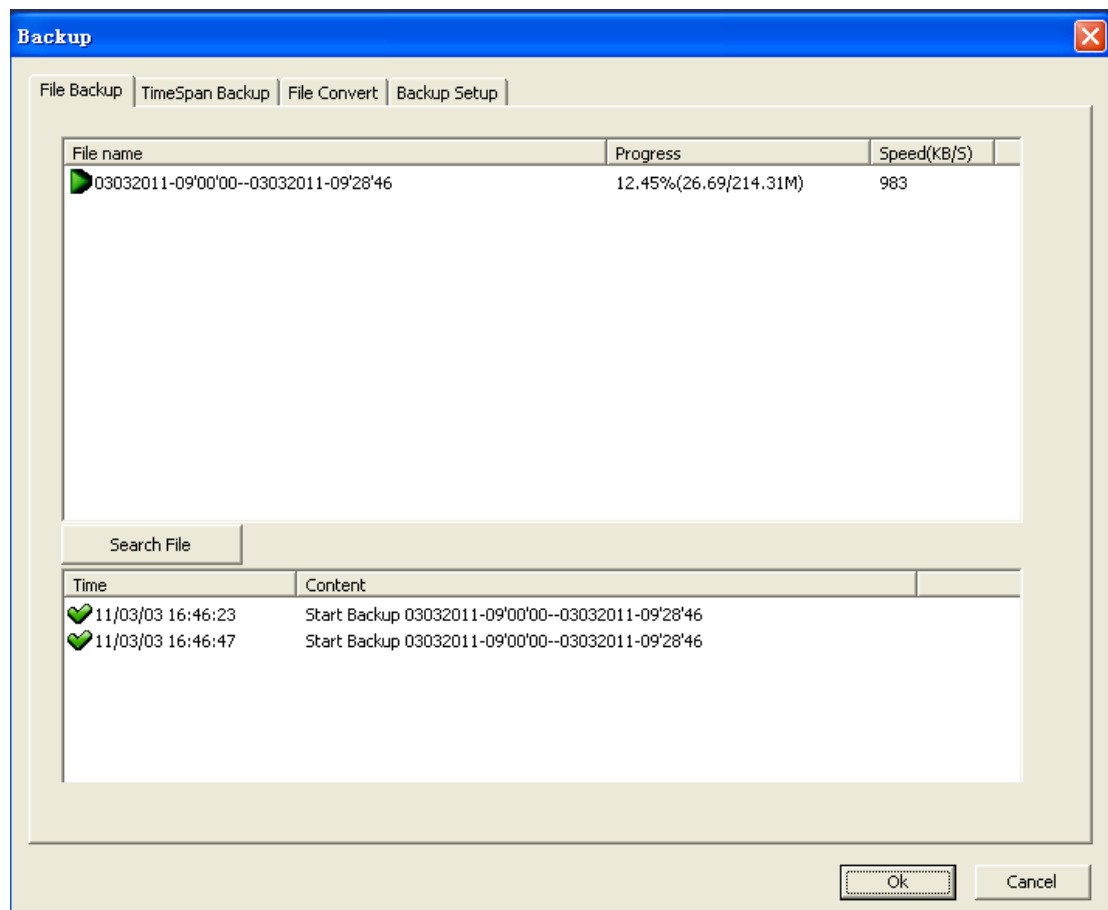 Backup
File Backup TimeSpan Backup File Convert Backup Setup
File name Progress Speed(KB/S)
03032011-09'00'00--03032011-09'28'46 12.45%(26.69/214.31M) 983
Search File
Time Content
11/03/03 16:46:23 Start Backup 03032011-09'00'00--03032011-09'28'46
11/03/03 16:46:47 Start Backup 03032011-09'00'00--03032011-09'28'46
Ok Cancel